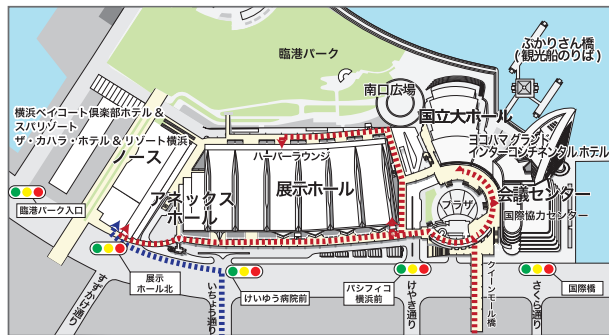 臨港パーク
ぷかりさん橋
(観光船のりば)
南口広場
国立大ホール
横浜ベイコート倶楽部ホテル&
スパリゾート
ザ・カハラ・ホテル&リゾート横浜
ノース
ヨコハマ グランド
インターコンチネンタル ホテル
ハーバーラウンジ
アネックス
ホール
展示ホール
プラザ
会議センター
国際協力センター
臨港パーク入口
展示
ホール北
けいゆう病院前
パシフィコ
横浜前
国際橋
すずかけ通り
いちょう通り
けやき通り
クイーンモール橋
さくら通り